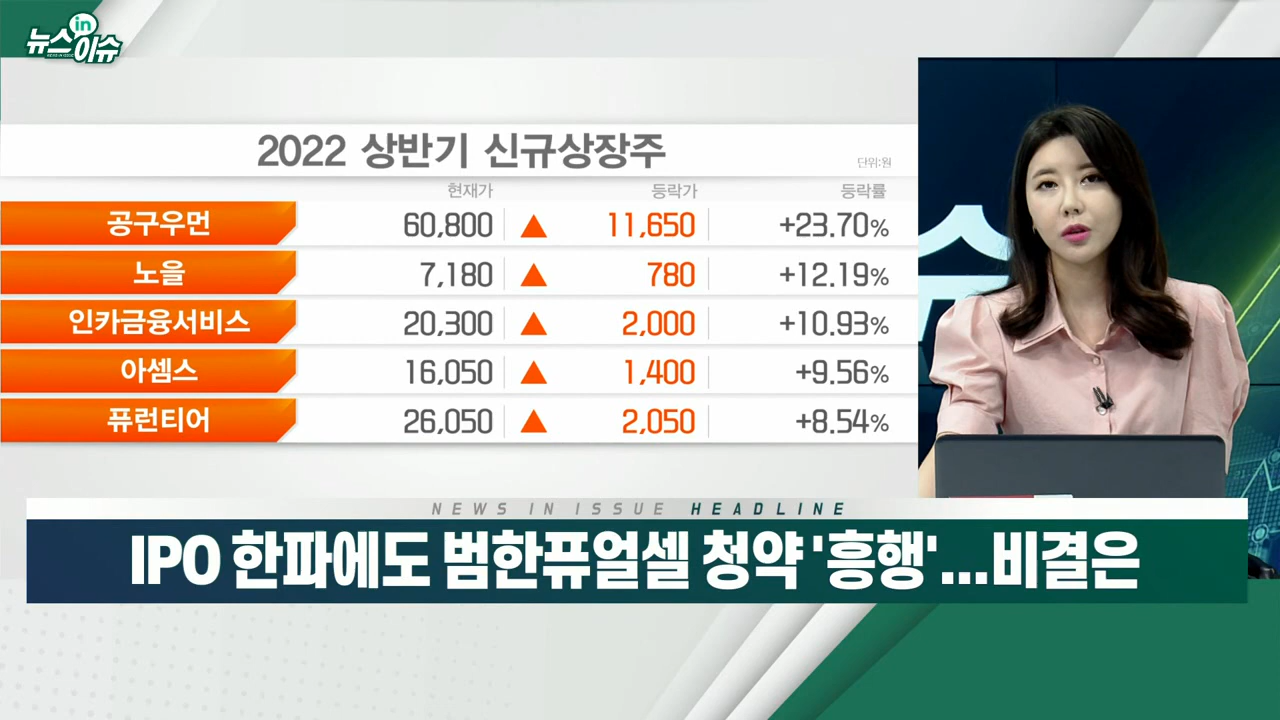 뉴스in이슈
2022 상반기 신규상장주
단위:원
현재가 등락가 등락률
공구우먼 60,800 ▲ 11,650 +23.70%
노을 7,180 ▲ 780 +12.19%
인카금융서비스 20,300 ▲ 2,000 +10.93%
아셈스 16,050 ▲ 1,400 +9.56%
퓨런티어 26,050 ▲ 2,050 +8.54%
NEWS IN ISSUE HEADLINE
IPO 한파에도 범한퓨얼셀 청약 '흥행'...비결은